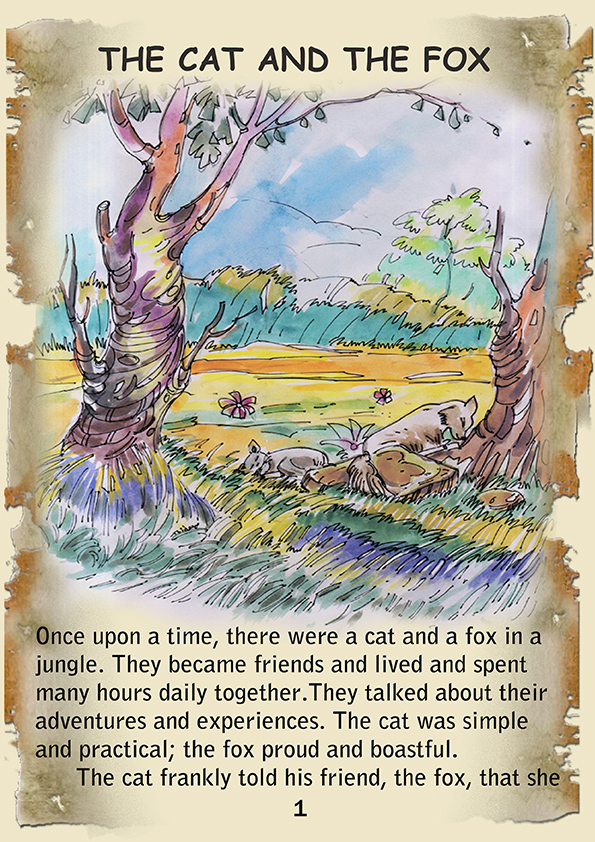 THE CAT AND THE FOX
Once upon a time, there were a cat and a fox in a
jungle. They became friends and lived and spent
many hours daily together.They talked about their
adventures and experiences. The cat was simple
and practical; the fox proud and boastful.
The cat frankly told his friend, the fox, that she
1